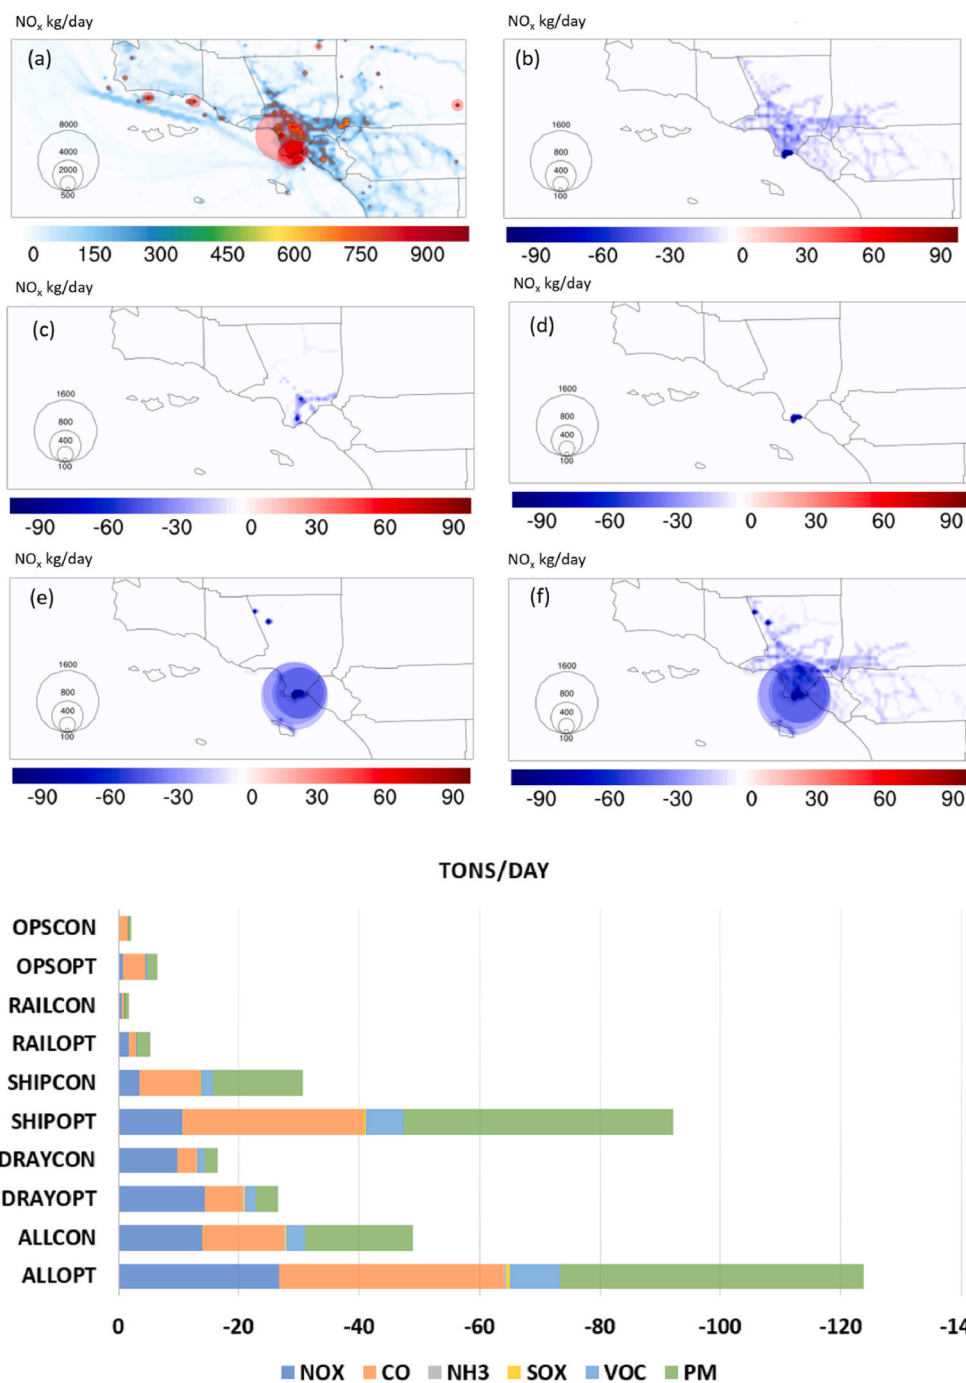 NOx kg/day NOx kg/day
(a) (b)
8000 1600
4000 800
2000 400
500 100
0 150 300 450 600 750 900 -90 -60 -30 0 30 60 90
NOx kg/day NOx kg/day
(c) (d)
1600 1600
800 800
400 400
100 100
-90 -60 -30 0 30 60 90 -90 -60 -30 0 30 60 90
NOx kg/day NOx kg/day
(e) (f)
1600 1600
800 800
400 400
100 100
-90 -60 -30 0 30 60 90 -90 -60 -30 0 30 60 90
TONS/DAY
OPSCON
OPSOPT
RAILCON
RAILOPT
SHIPCON
SHIPOPT
DRAYCON
DRAYOPT
ALLCON
ALLOPT
0 -20 -40 -60 -80 -100 -120 -14
NOX CO NH3 SOX VOC PM